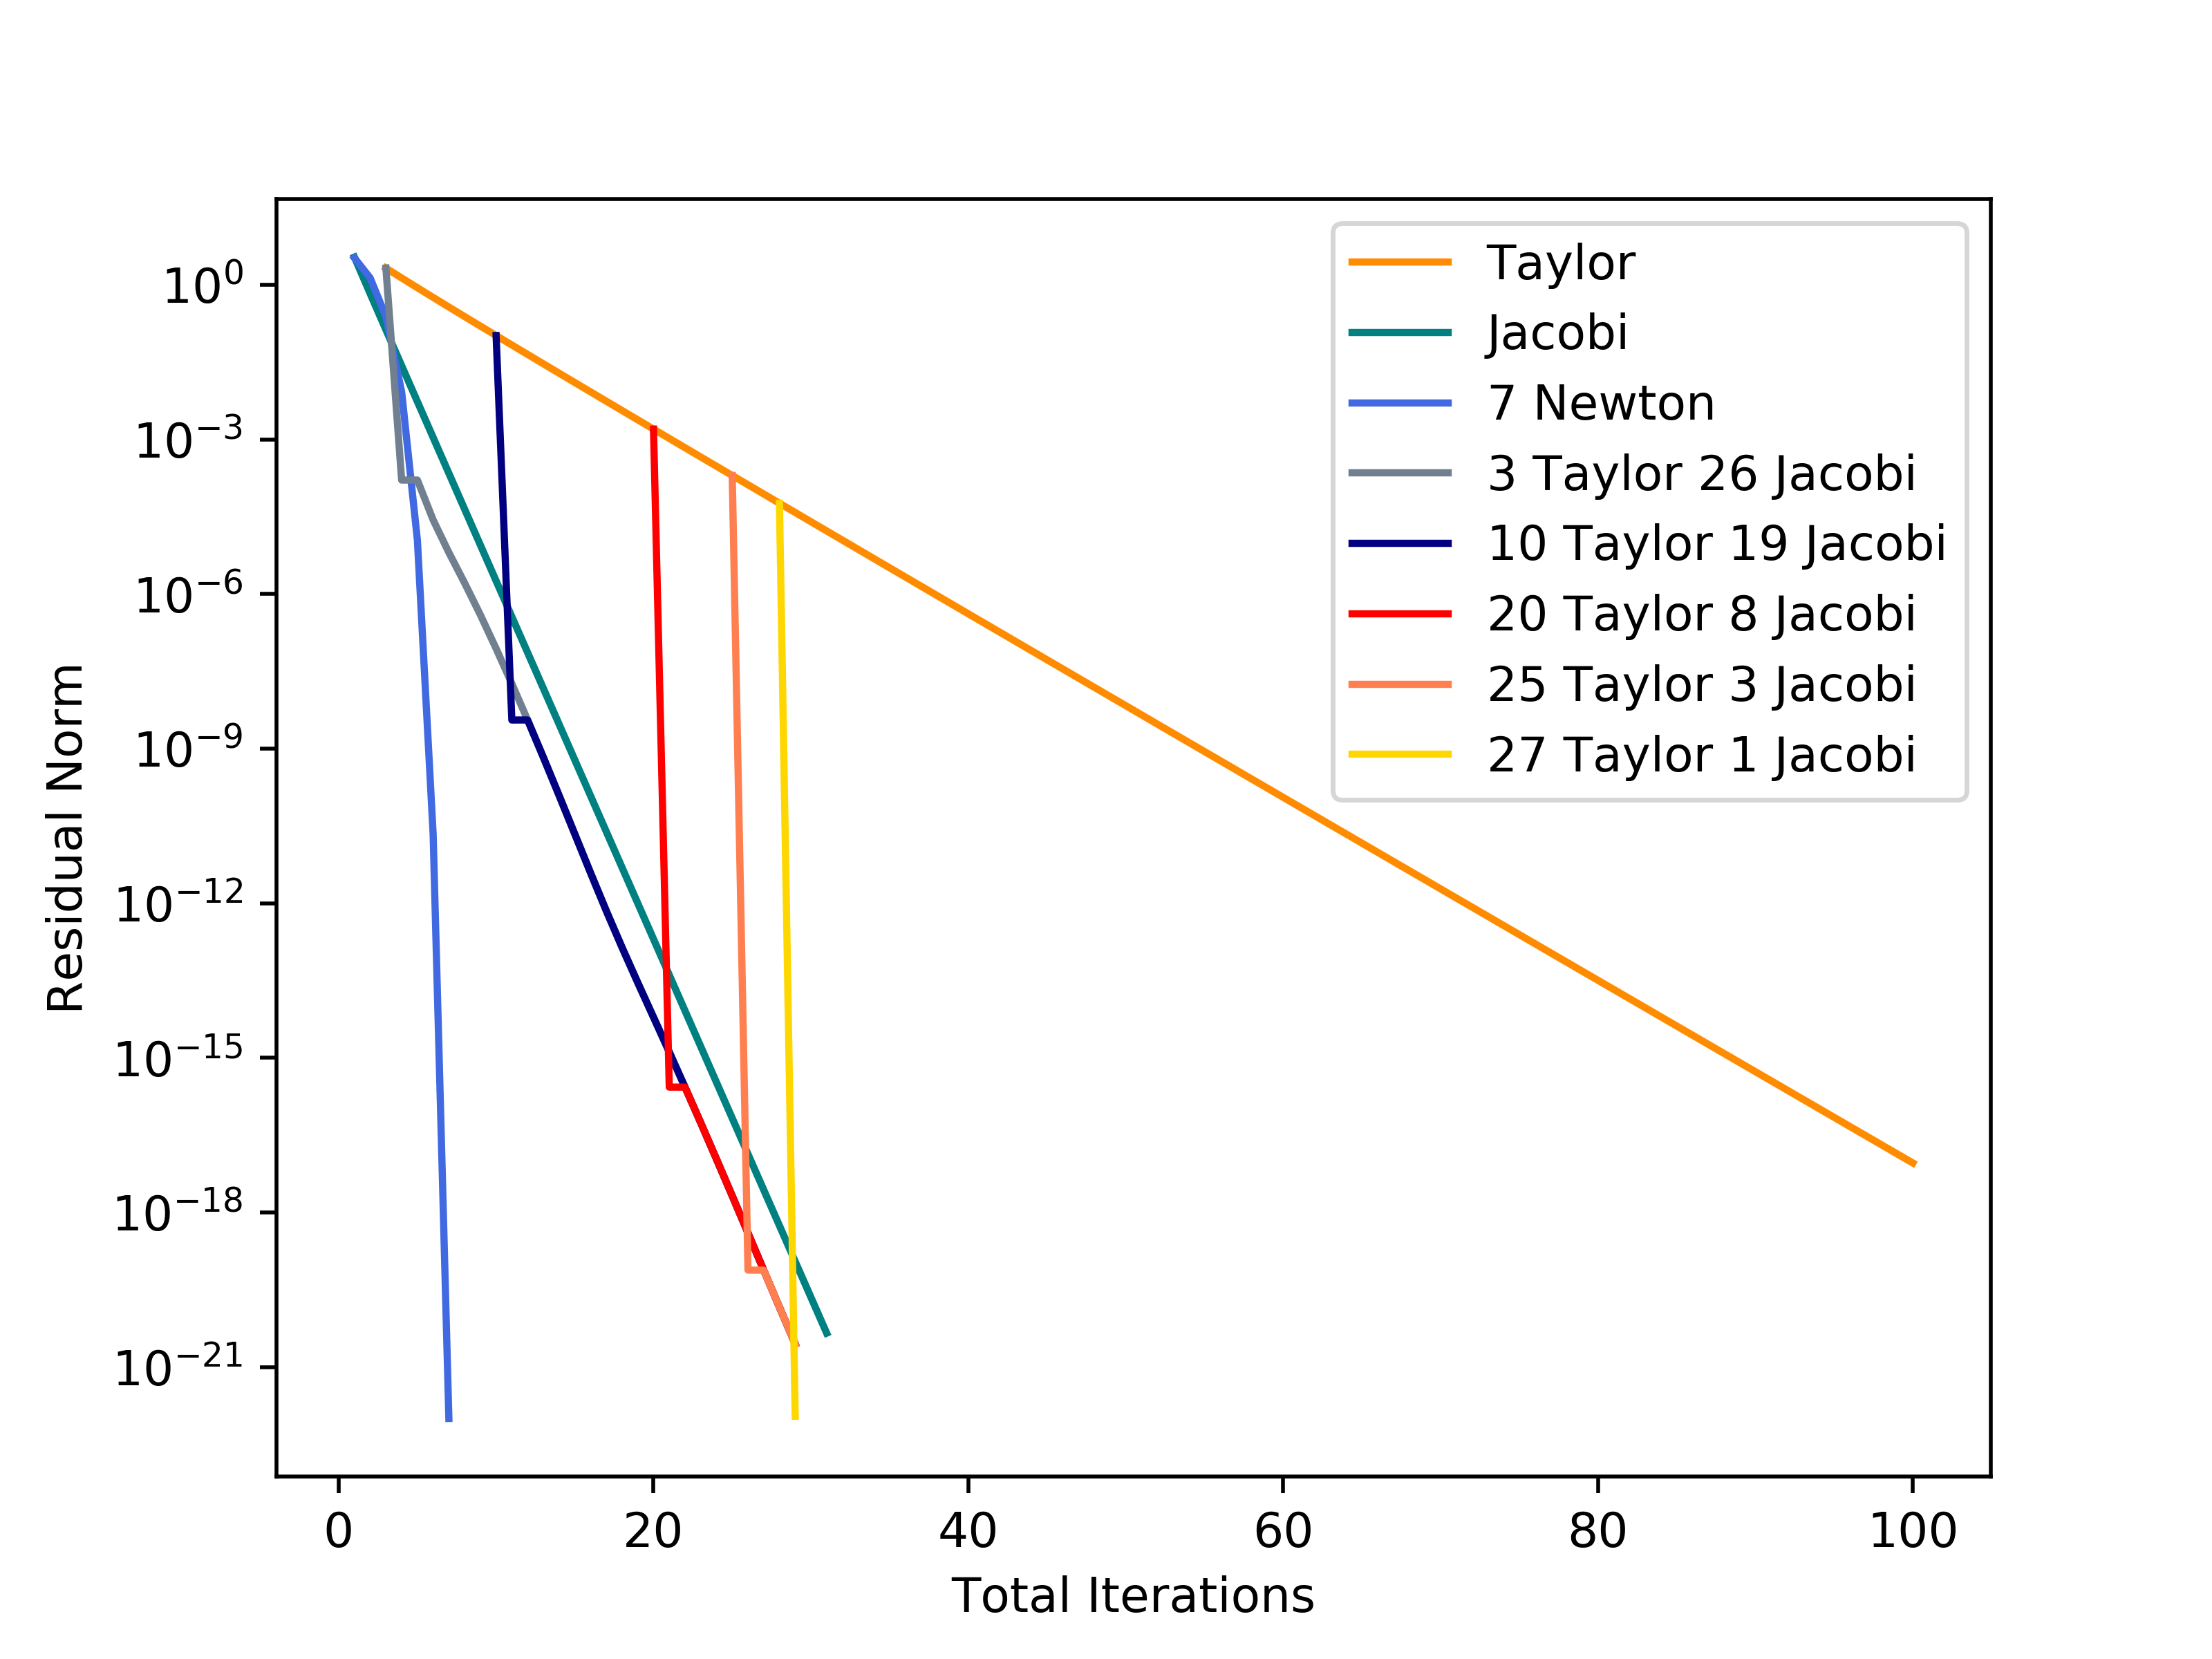 10⁰
10⁻³
10⁻⁶
10⁻⁹
10⁻¹²
10⁻¹⁵
10⁻¹⁸
10⁻²¹
Residual Norm
Taylor
Jacobi
7 Newton
3 Taylor 26 Jacobi
10 Taylor 19 Jacobi
20 Taylor 8 Jacobi
25 Taylor 3 Jacobi
27 Taylor 1 Jacobi
0 20 40 60 80 100
Total Iterations